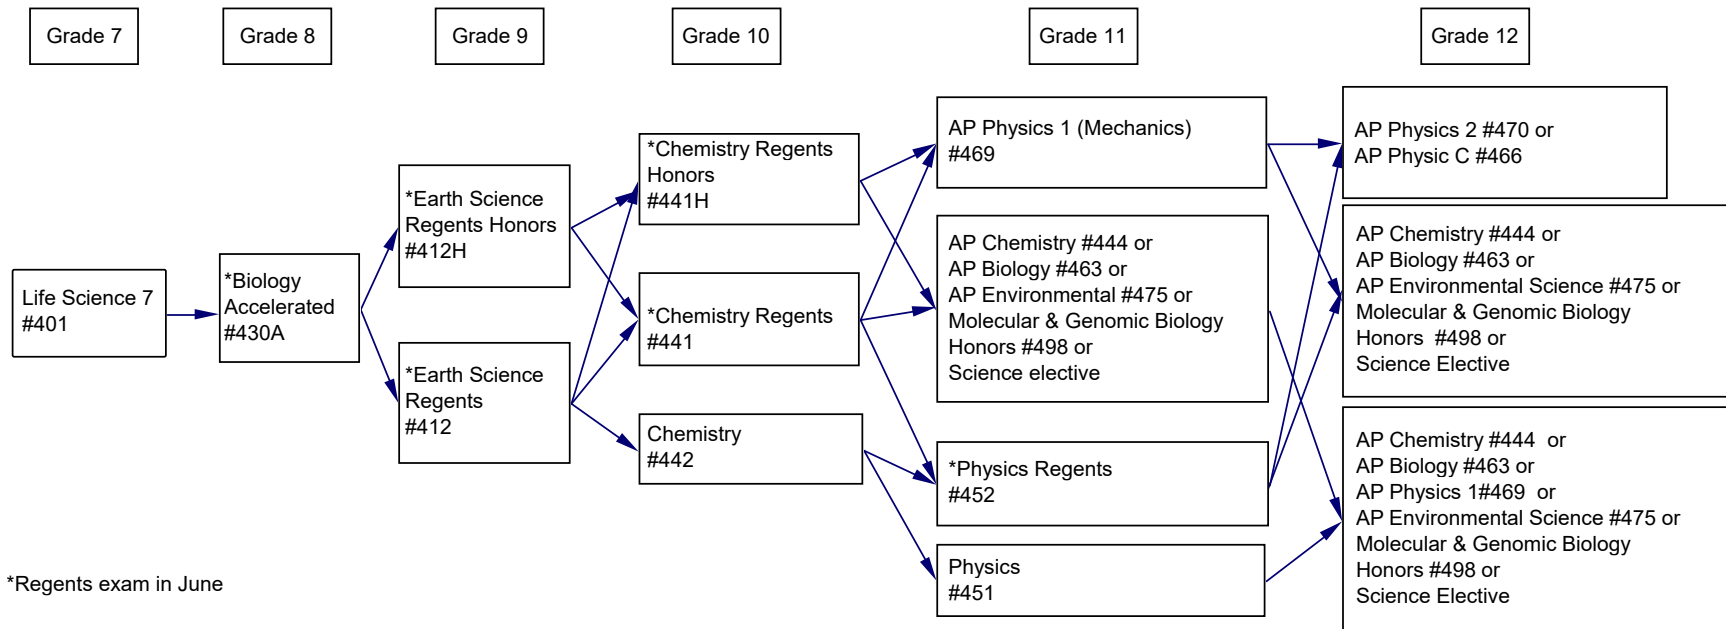 Grade 7
Grade 8
Grade 9
Grade 10
Grade 11
Grade 12
Life Science 7
#401
*Biology
Accelerated
#430A
*Earth Science
Regents Honors
#412H
*Earth Science
Regents
#412
*Chemistry Regents
Honors
#441H
*Chemistry Regents
#441
Chemistry
#442
AP Physics 1 (Mechanics)
#469
AP Chemistry #444 or
AP Biology #463 or
AP Environmental #475 or
Molecular & Genomic Biology
Honors #498 or
Science elective
*Physics Regents
#452
Physics
#451
AP Physics 2 #470 or
AP Physic C #466
AP Chemistry #444 or
AP Biology #463 or
AP Environmental Science #475 or
Molecular & Genomic Biology
Honors #498 or
Science Elective
AP Chemistry #444 or
AP Biology #463 or
AP Physics 1#469 or
AP Environmental Science #475 or
Molecular & Genomic Biology
Honors #498 or
Science Elective
*Regents exam in June